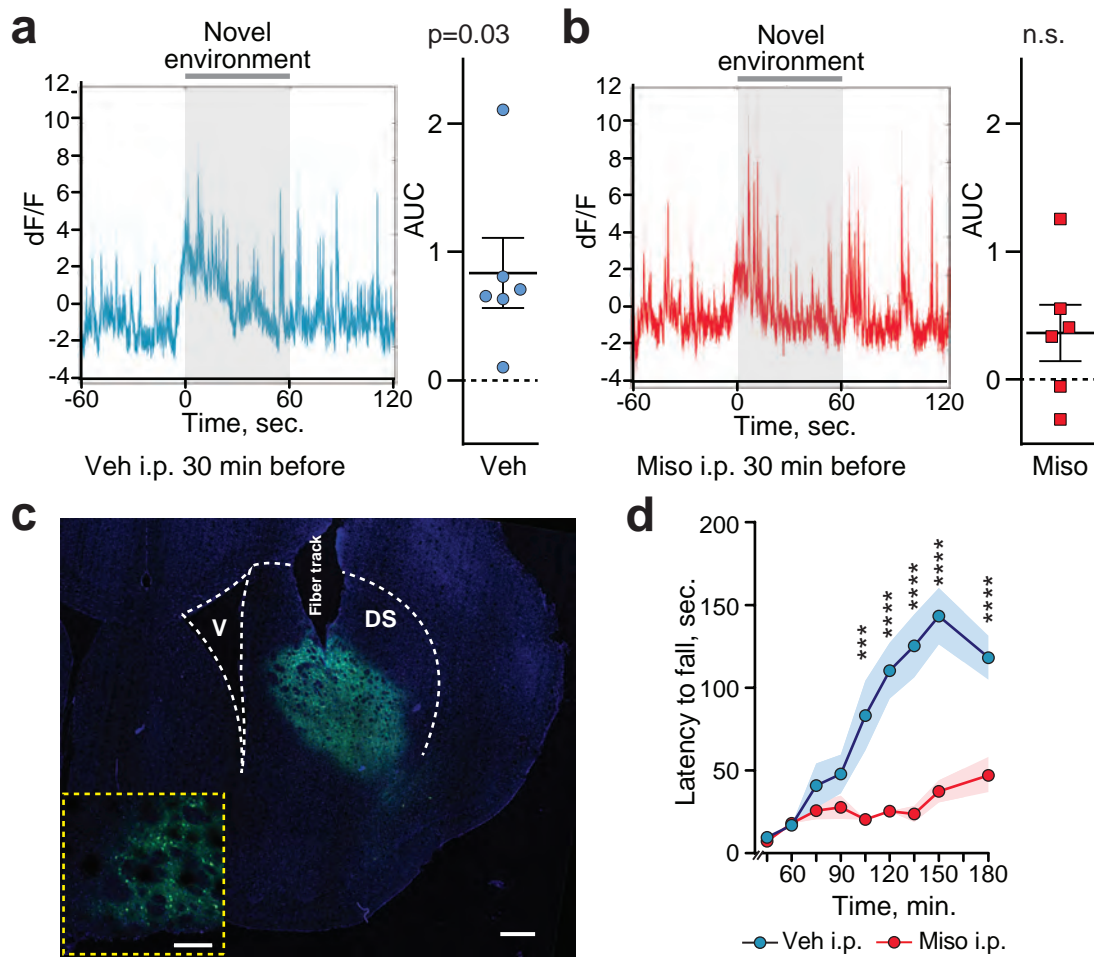 a
Novel
environment
p=0.03
12
10
8
6
4
2
0
-2
-4
dF/F
-60
0
60
120
Time, sec.
Veh i.p. 30 min before
AUC
2
1
0
Veh
b
Novel
environment
n.s.
12
10
8
6
4
2
0
-2
-4
dF/F
-60
0
60
120
Time, sec.
Miso i.p. 30 min before
AUC
2
1
0
Miso
c
Fiber track
V
DS
d
200
150
100
50
0
Latency to fall, sec.
***
****
****
****
****
60
90
120
150
180
Time, min.
Veh i.p.
Miso i.p.